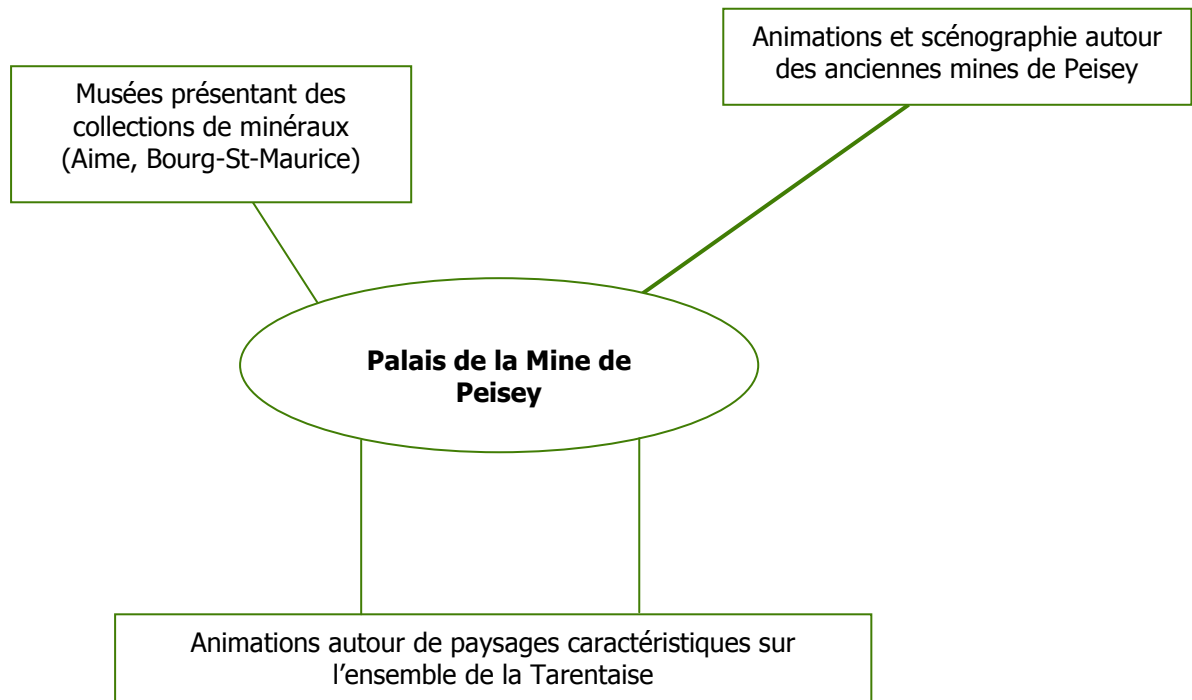 Animations et scénographie autour
des anciennes mines de Peisey
Musées présentant des
collections de minéraux
(Aime, Bourg-St-Maurice)
Palais de la Mine de
Peisey
Animations autour de paysages caractéristiques sur
l’ensemble de la Tarentaise